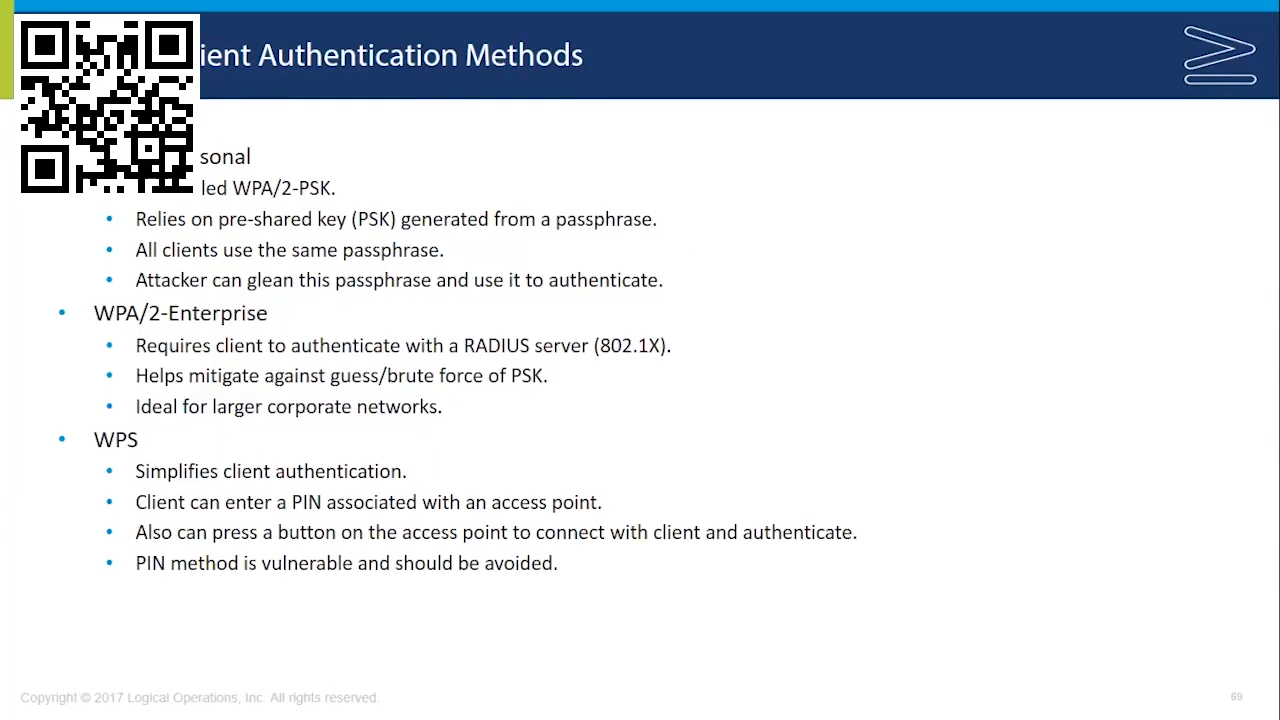 ient Authentication Methods
sonal
led WPA/2-PSK.
• Relies on pre-shared key (PSK) generated from a passphrase.
• All clients use the same passphrase.
• Attacker can glean this passphrase and use it to authenticate.
• WPA/2-Enterprise
• Requires client to authenticate with a RADIUS server (802.1X).
• Helps mitigate against guess/brute force of PSK.
• Ideal for larger corporate networks.
• WPS
• Simplifies client authentication.
• Client can enter a PIN associated with an access point.
• Also can press a button on the access point to connect with client and authenticate.
• PIN method is vulnerable and should be avoided.
Copyright © 2017 Logical Operations, Inc. All rights reserved.
69